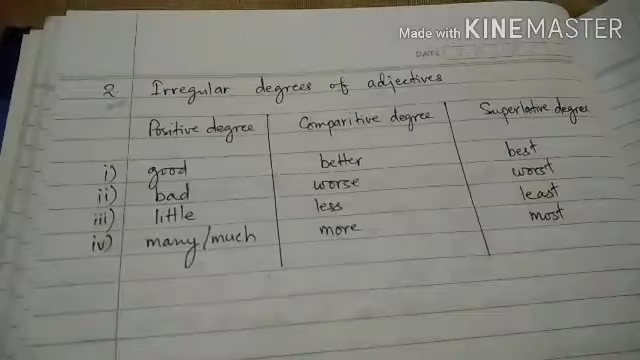 Made with KINEMASTER
DATE
2. Irregular degrees of adjectives
Positive degree Comparitive degree Superlative degree
i) good better best
ii) bad worse worst
iii) little less least
iv) many/much more most